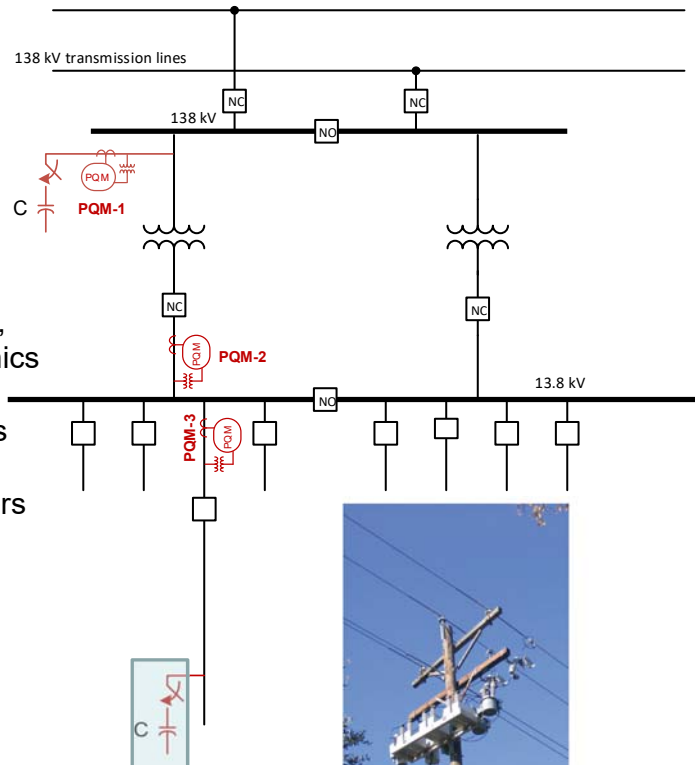 138 kV transmission lines
NC
NC
138 kV
NO
PQM
C
PQM-1
NC
NC
,
nics
PQM
PQM-2
13.8 kV
NO
s
PQM-3
PQM
rs
C